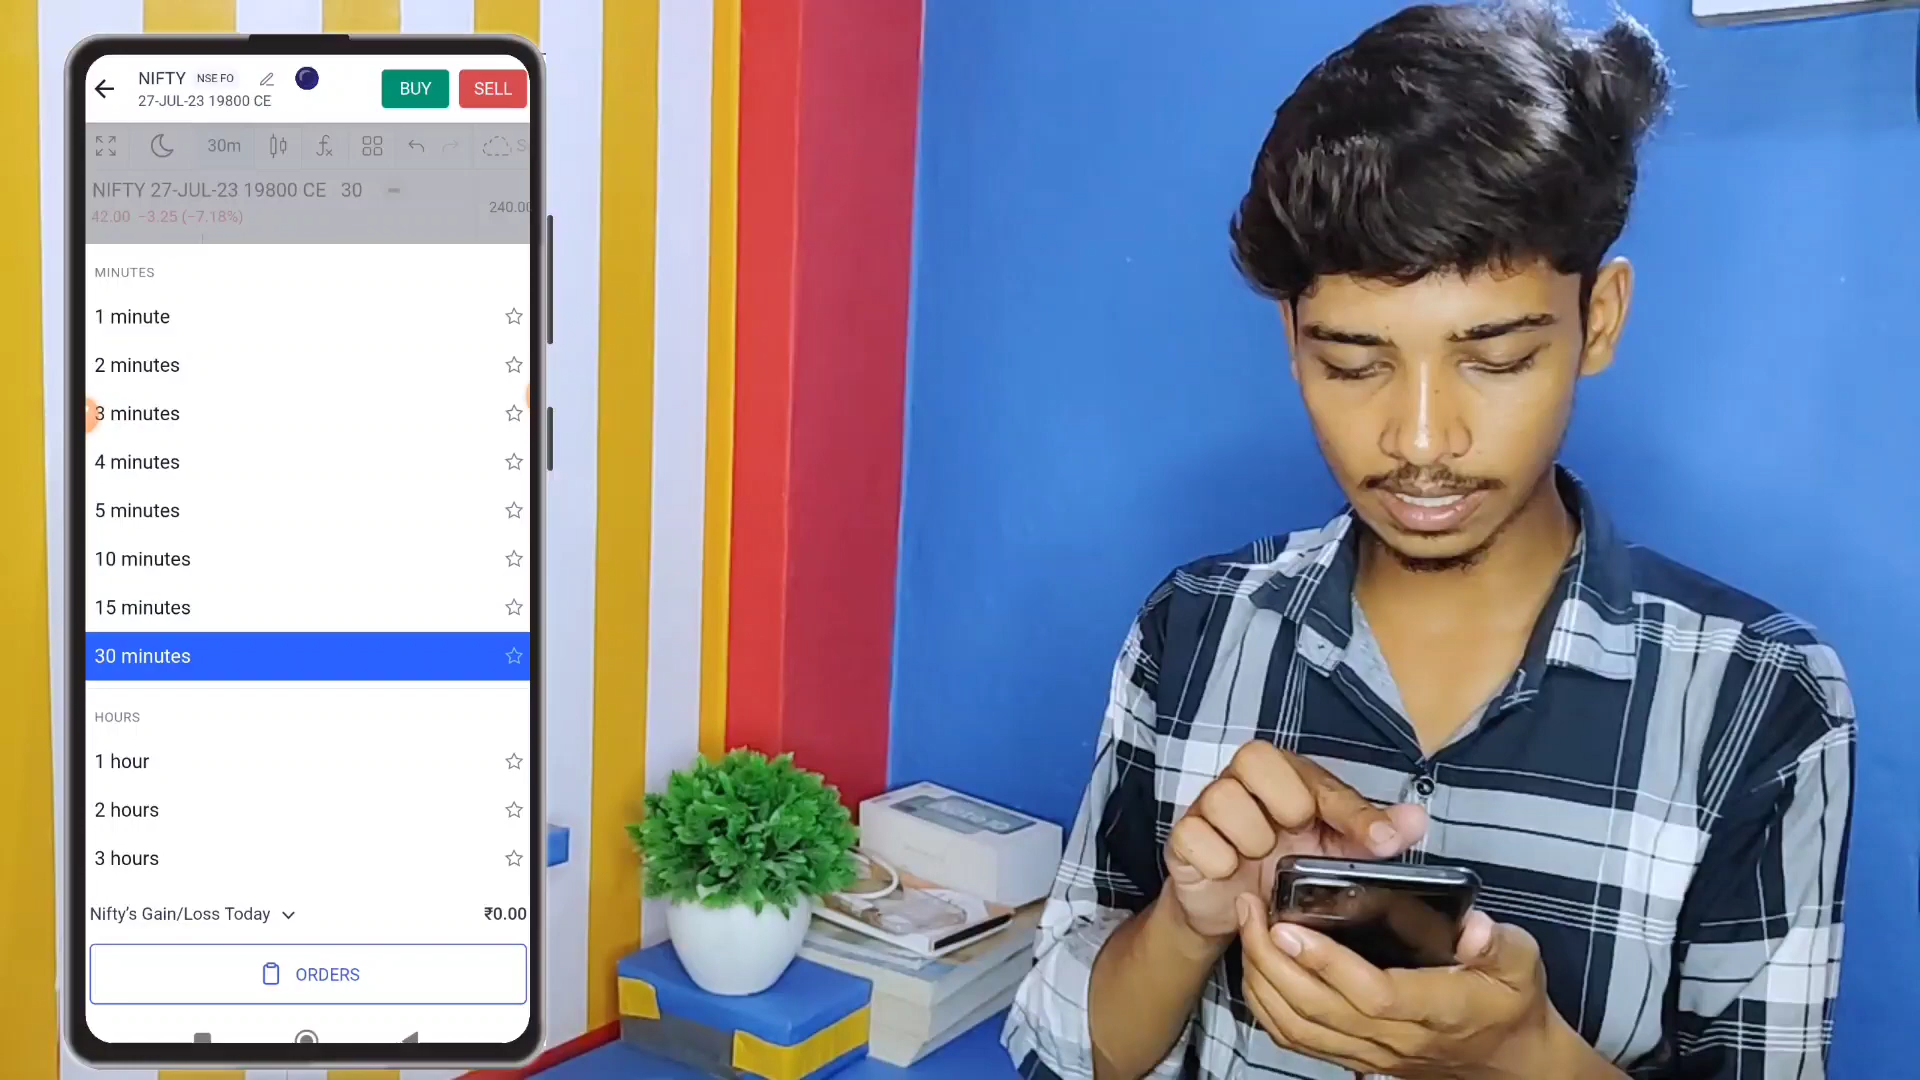 NIFTY NSE FO
27-JUL-23 19800 CE
BUY
SELL
30m
NIFTY 27-JUL-23 19800 CE 30
42.00 −3.25 (−7.18%)
240.00
MINUTES
1 minute
2 minutes
3 minutes
4 minutes
5 minutes
10 minutes
15 minutes
30 minutes
HOURS
1 hour
2 hours
3 hours
Nifty's Gain/Loss Today ₹0.00
ORDERS